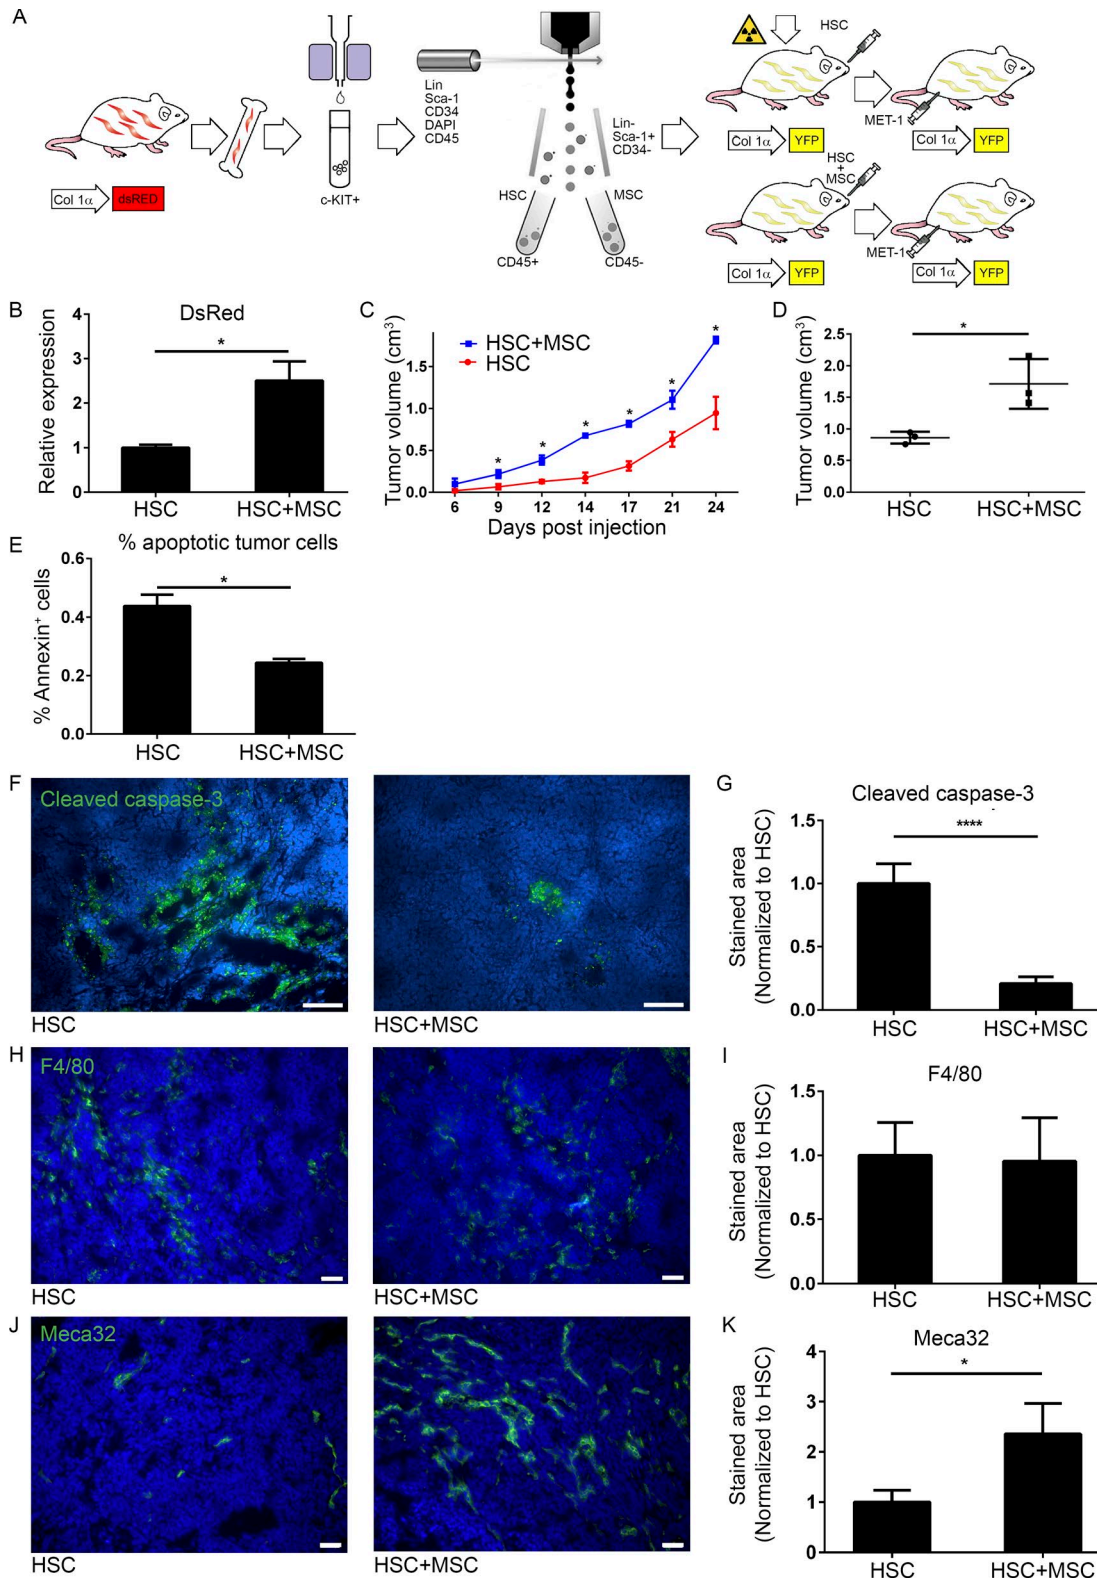 A
HSC
Lin
Sca-1
CD34
DAPI
CD45
Lin-
Sca-1+
CD34-
MET-1
Col 1α
YFP
Col 1α
YFP
HSC
+
MSC
Col 1α
dsRED
c-KIT+
HSC
MSC
CD45+
CD45-
MET-1
Col 1α
YFP
Col 1α
YFP
B
DsRed
Relative expression
4
3
2
1
0
*
HSC
HSC+MSC
C
Tumor volume (cm³)
1.5
1.0
0.5
0.0
HSC+MSC
HSC
* * * * * *
6 9 12 14 17 21 24
Days post injection
D
Tumor volume (cm³)
2.5
2.0
1.5
1.0
0.5
0.0
*
HSC
HSC+MSC
E
% apoptotic tumor cells
% Annexin⁺ cells
0.6
0.4
0.2
0.0
*
HSC
HSC+MSC
F
Cleaved caspase-3
HSC
HSC+MSC
G
Cleaved caspase-3
Stained area
(Normalized to HSC)
1.5
1.0
0.5
0.0
****
HSC
HSC+MSC
H
F4/80
HSC
HSC+MSC
I
F4/80
Stained area
(Normalized to HSC)
1.5
1.0
0.5
0.0
HSC
HSC+MSC
J
Meca32
HSC
HSC+MSC
K
Meca32
Stained area
(Normalized to HSC)
4
3
2
1
0
*
HSC
HSC+MSC